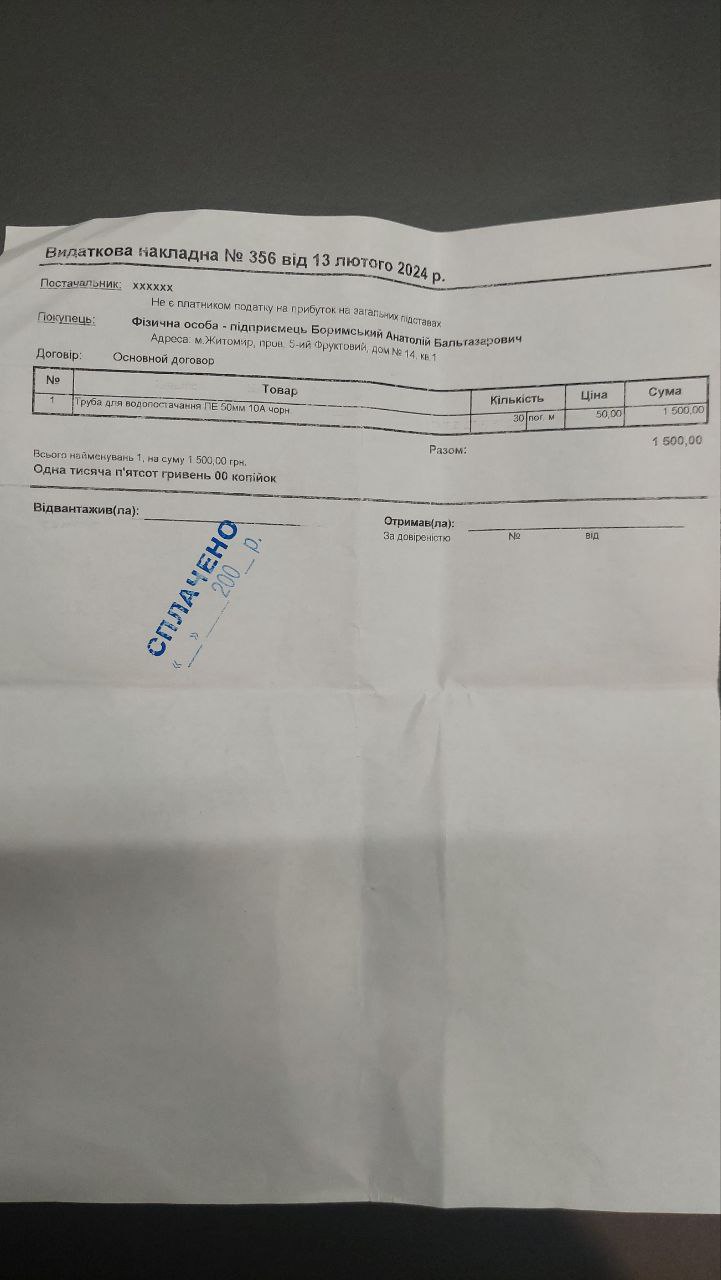 Видаткова накладна № 356 від 13 лютого 2024 р.
Постачальник: xxxxxx
Не є платником податку на прибуток на загальних підставах
Покупець: Фізична особа - підприємець Боримський Анатолій Бальтазарович
Адреса: м.Житомир, пров. 5-ий Фруктовий, дом № 14, кв.1
Договір: Основной договор
№ Товар Кількість Ціна Сума
1 Труба для водопостачання ПЕ 50мм 10А чорн. 30 пог. м 50,00 1 500,00
Разом: 1 500,00
Всього найменувань 1, на суму 1 500,00 грн.
Одна тисяча п'ятсот гривень 00 копійок
Відвантажив(ла): Отримав(ла):
За довіреністю № від
СПЛАЧЕНО
«__» ____ 200__ р.